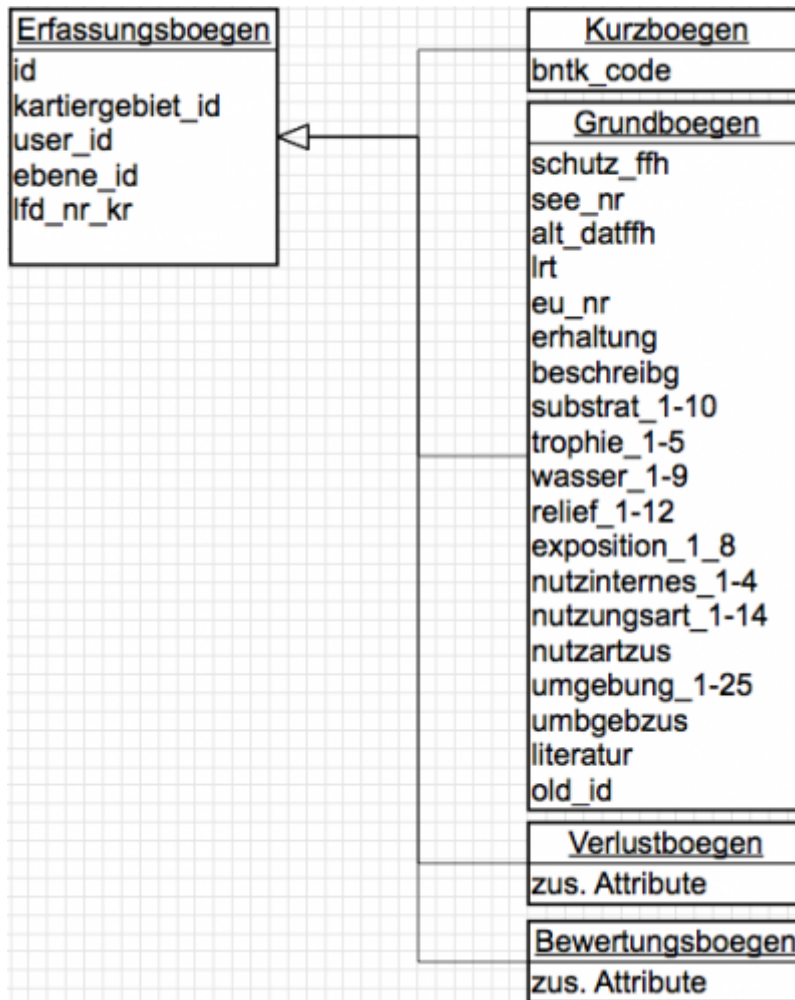 Erfassungsboegen
id
kartiergebiet_id
user_id
ebene_id
lfd_nr_kr
Kurzboegen
bntk_code
Grundboegen
schutz_ffh
see_nr
alt_datffh
lrt
eu_nr
erhaltung
beschreibg
substrat_1-10
trophie_1-5
wasser_1-9
relief_1-12
exposition_1_8
nutzinternes_1-4
nutzungsart_1-14
nutzartzus
umgebung_1-25
umbgebzus
literatur
old_id
Verlustboegen
zus. Attribute
Bewertungsboegen
zus. Attribute